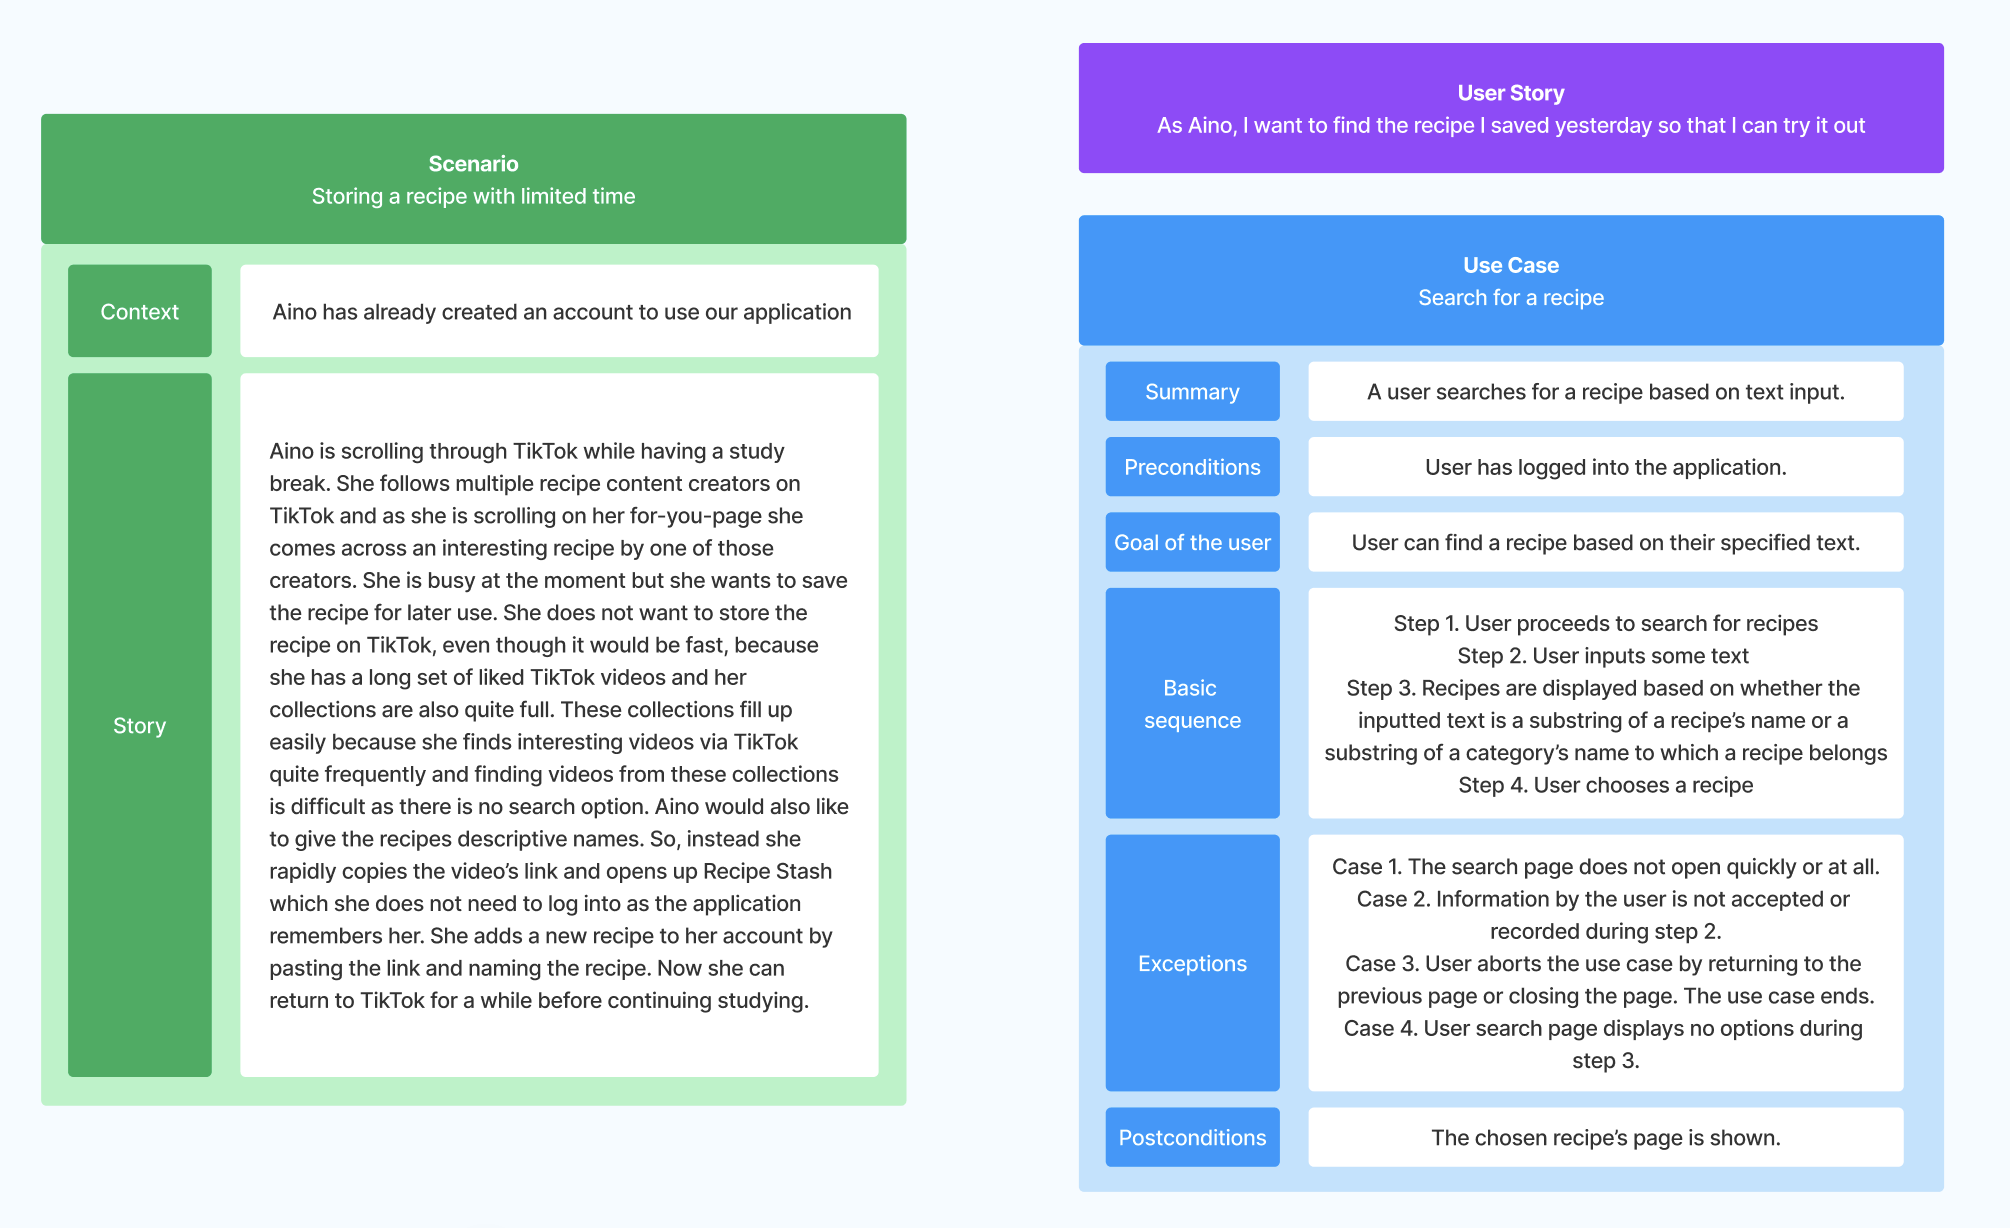 Scenario
Storing a recipe with limited time
Context
Aino has already created an account to use our application
Story
Aino is scrolling through TikTok while having a study
break. She follows multiple recipe content creators on
TikTok and as she is scrolling on her for-you-page she
comes across an interesting recipe by one of those
creators. She is busy at the moment but she wants to save
the recipe for later use. She does not want to store the
recipe on TikTok, even though it would be fast, because
she has a long set of liked TikTok videos and her
collections are also quite full. These collections fill up
easily because she finds interesting videos via TikTok
quite frequently and finding videos from these collections
is difficult as there is no search option. Aino would also like
to give the recipes descriptive names. So, instead she
rapidly copies the video’s link and opens up Recipe Stash
which she does not need to log into as the application
remembers her. She adds a new recipe to her account by
pasting the link and naming the recipe. Now she can
return to TikTok for a while before continuing studying.
User Story
As Aino, I want to find the recipe I saved yesterday so that I can try it out
Use Case
Search for a recipe
Summary
A user searches for a recipe based on text input.
Preconditions
User has logged into the application.
Goal of the user
User can find a recipe based on their specified text.
Basic
sequence
Step 1. User proceeds to search for recipes
Step 2. User inputs some text
Step 3. Recipes are displayed based on whether the
inputted text is a substring of a recipe’s name or a
substring of a category’s name to which a recipe belongs
Step 4. User chooses a recipe
Exceptions
Case 1. The search page does not open quickly or at all.
Case 2. Information by the user is not accepted or
recorded during step 2.
Case 3. User aborts the use case by returning to the
previous page or closing the page. The use case ends.
Case 4. User search page displays no options during
step 3.
Postconditions
The chosen recipe’s page is shown.